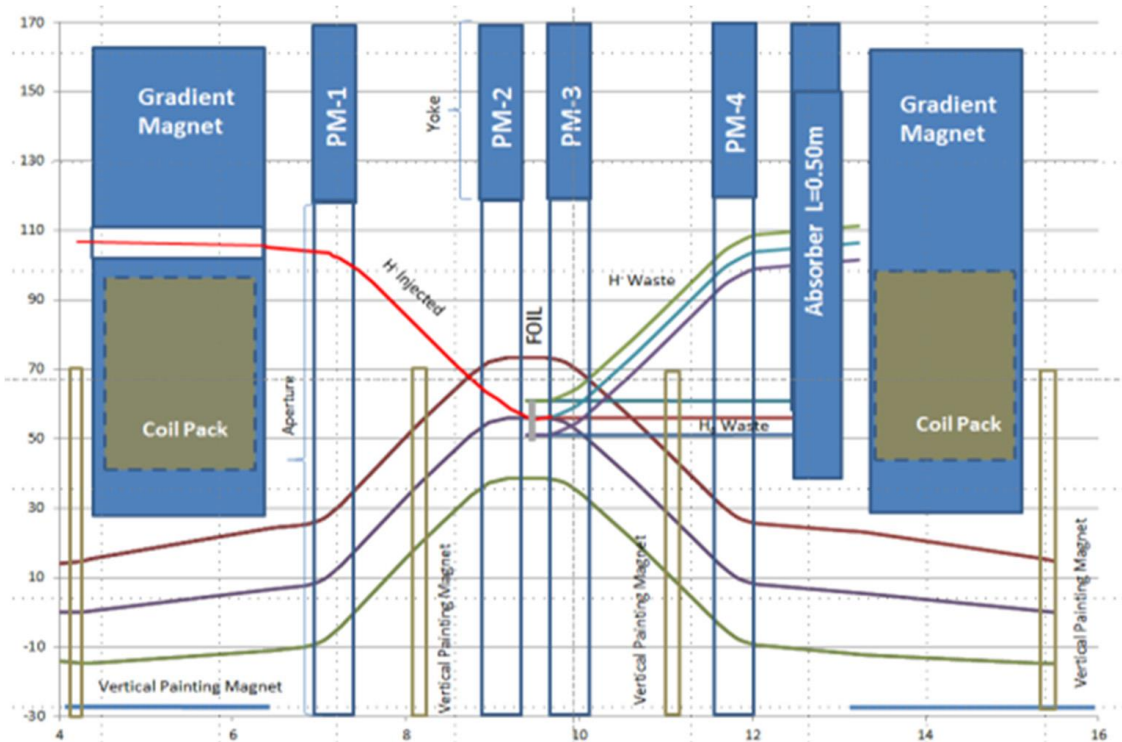 170
150
130
110
90
70
50
30
10
-10
-30
4
6
8
10
12
14
16
Gradient
Magnet
Coil Pack
PM-1
Yoke
PM-2
PM-3
PM-4
Absorber L=0.50m
Gradient
Magnet
Coil Pack
Aperture
H⁻ Injected
FOIL
H⁻ Waste
H₀ Waste
Vertical Painting Magnet
Vertical Painting Magnet
Vertical Painting Magnet
Vertical Painting Magnet